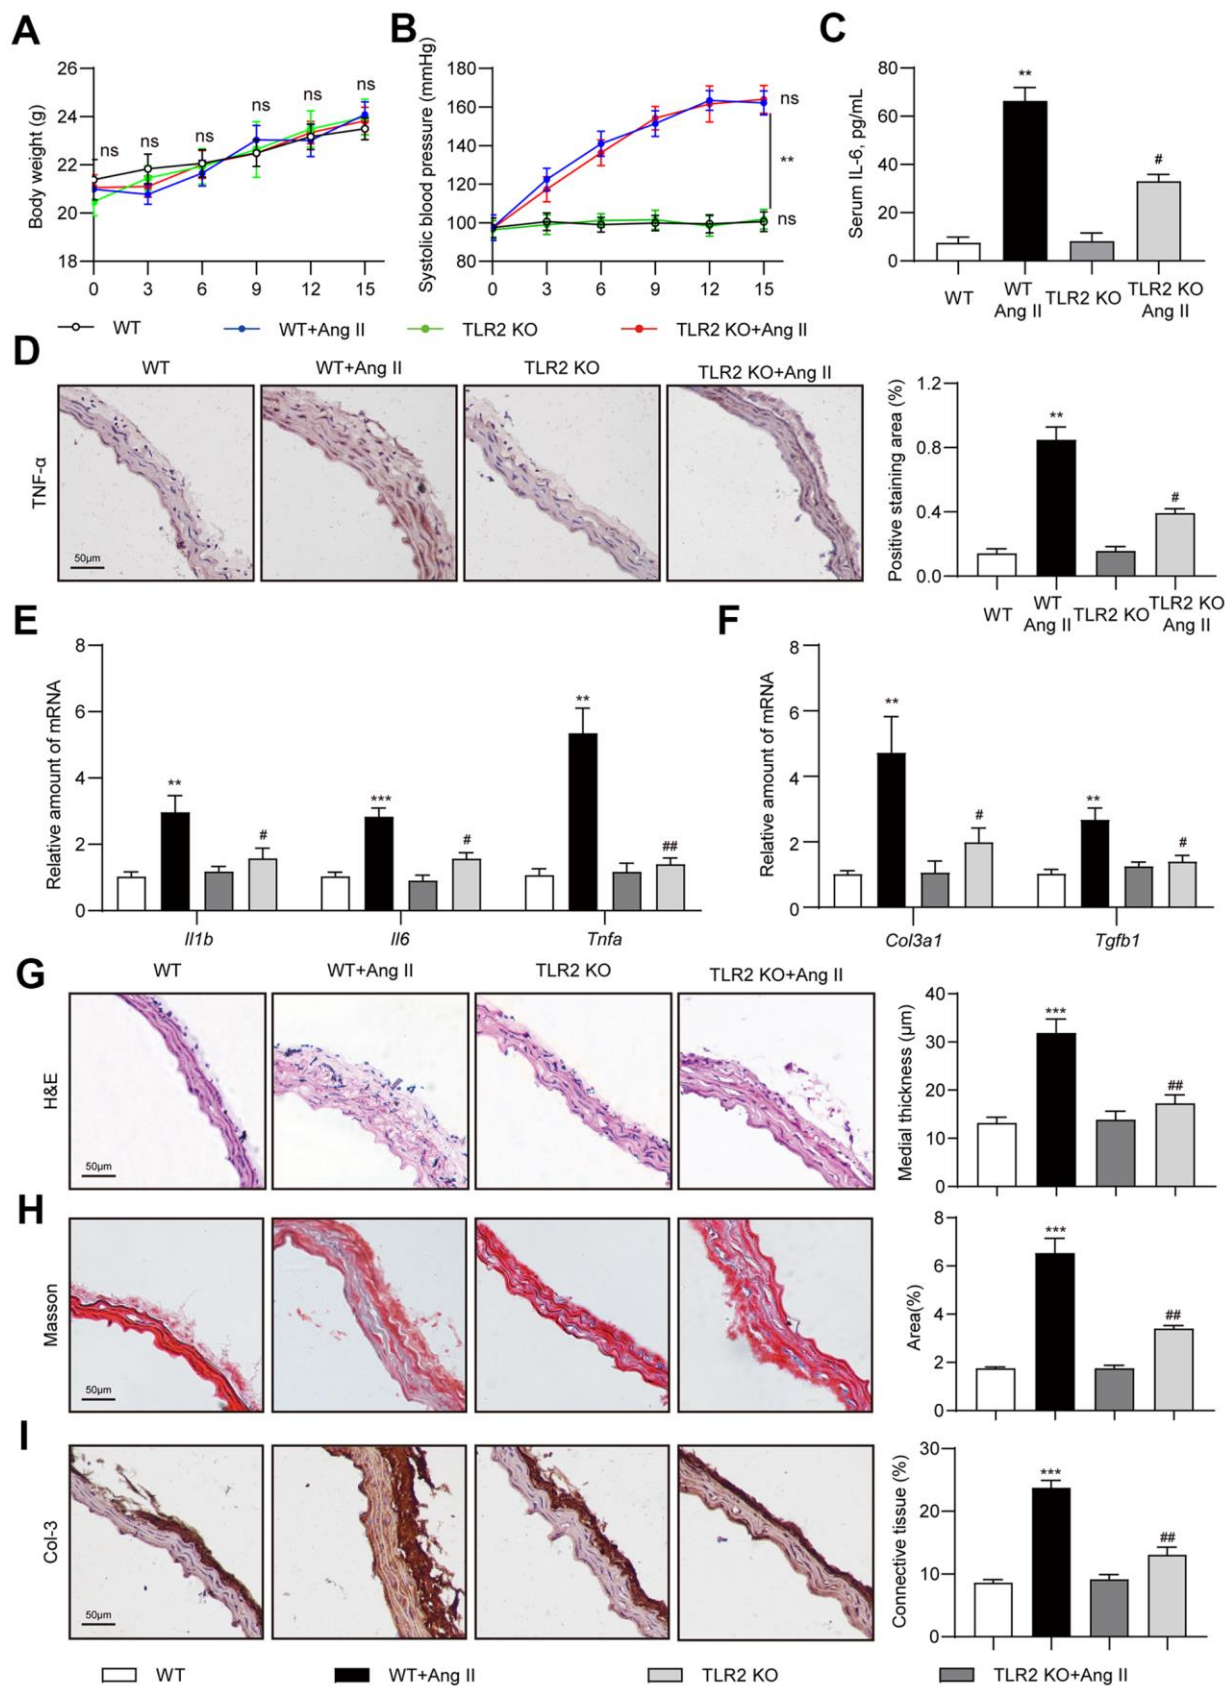 A
Body weight (g)
26
24
22
20
18
ns
ns
ns
ns
ns
ns
0 3 6 9 12 15
B
Systolic blood pressure (mmHg)
180
160
140
120
100
80
ns
**
ns
0 3 6 9 12 15
C
Serum IL-6, pg/mL
80
60
40
20
0
**
#
WT
WT
Ang II
TLR2 KO
TLR2 KO
Ang II
WT
WT+Ang II
TLR2 KO
TLR2 KO+Ang II
D
WT
WT+Ang II
TLR2 KO
TLR2 KO+Ang II
TNF-α
50μm
Positive staining area (%)
1.2
0.8
0.4
0.0
**
#
WT
WT
Ang II
TLR2 KO
TLR2 KO
Ang II
E
Relative amount of mRNA
8
6
4
2
0
**
#
***
#
**
##
Il1b
Il6
Tnfa
F
Relative amount of mRNA
8
6
4
2
0
**
#
**
#
Col3a1
Tgfb1
G
WT
WT+Ang II
TLR2 KO
TLR2 KO+Ang II
H&E
50μm
Medial thickness (μm)
40
30
20
10
0
***
##
H
Masson
50μm
Area(%)
8
6
4
2
0
***
##
I
Col-3
50μm
Connective tissue (%)
30
20
10
0
***
##
WT
WT+Ang II
TLR2 KO
TLR2 KO+Ang II